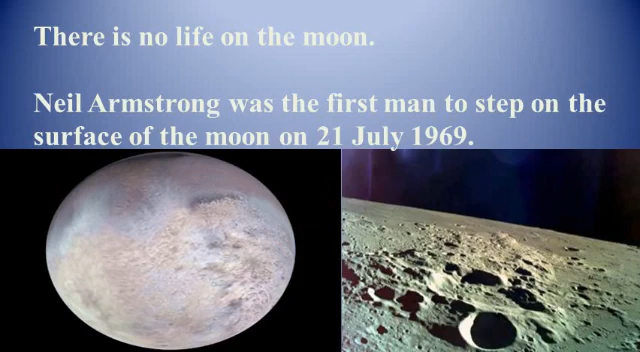 There is no life on the moon.
Neil Armstrong was the first man to step on the
surface of the moon on 21 July 1969.